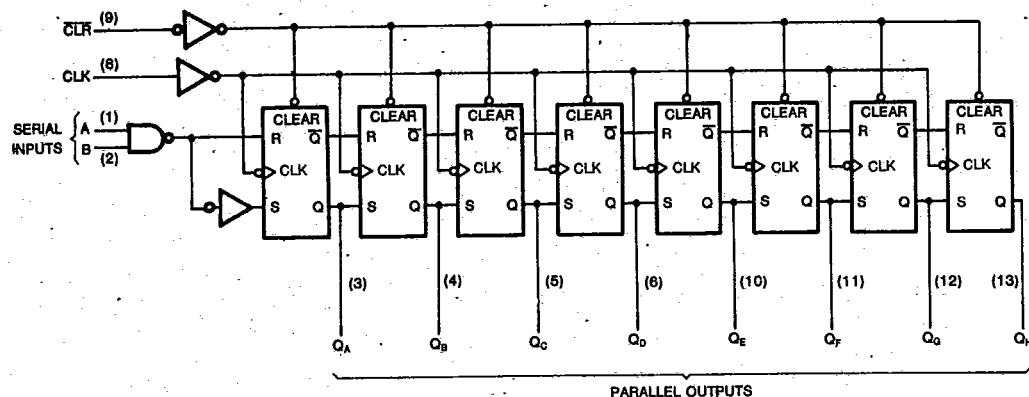 CLR (9)
CLK (8)
SERIAL INPUTS { A (1)
B (2)
CLEAR CLEAR CLEAR CLEAR CLEAR CLEAR CLEAR CLEAR
R Q̅ R Q̅ R Q̅ R Q̅ R Q̅ R Q̅ R Q̅ R Q̅
CLK CLK CLK CLK CLK CLK CLK CLK
S Q S Q S Q S Q S Q S Q S Q S Q
(3) (4) (5) (6) (10) (11) (12) (13)
QA QB QC QD QE QF QG QH
PARALLEL OUTPUTS